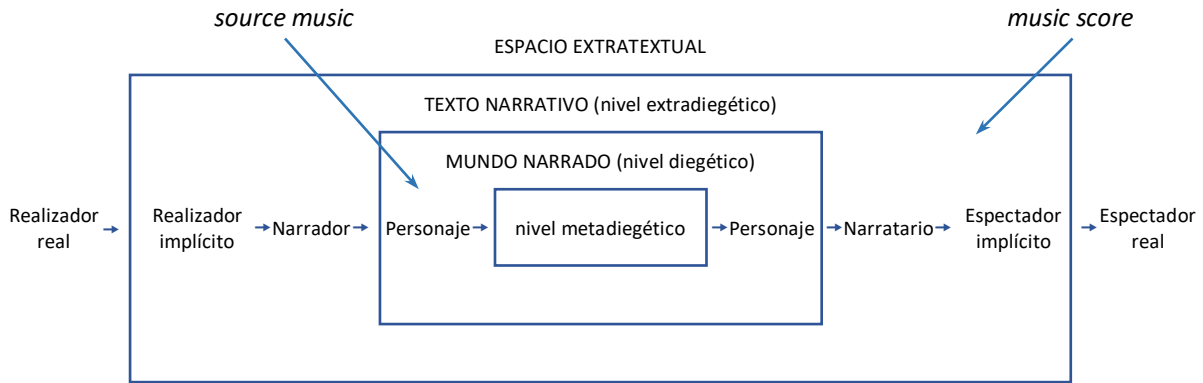 source music
music score
ESPACIO EXTRATEXTUAL
TEXTO NARRATIVO (nivel extradiegético)
MUNDO NARRADO (nivel diegético)
Realizador
real
Realizador
implícito
Narrador
Personaje
nivel metadiegético
Personaje
Narratario
Espectador
implícito
Espectador
real